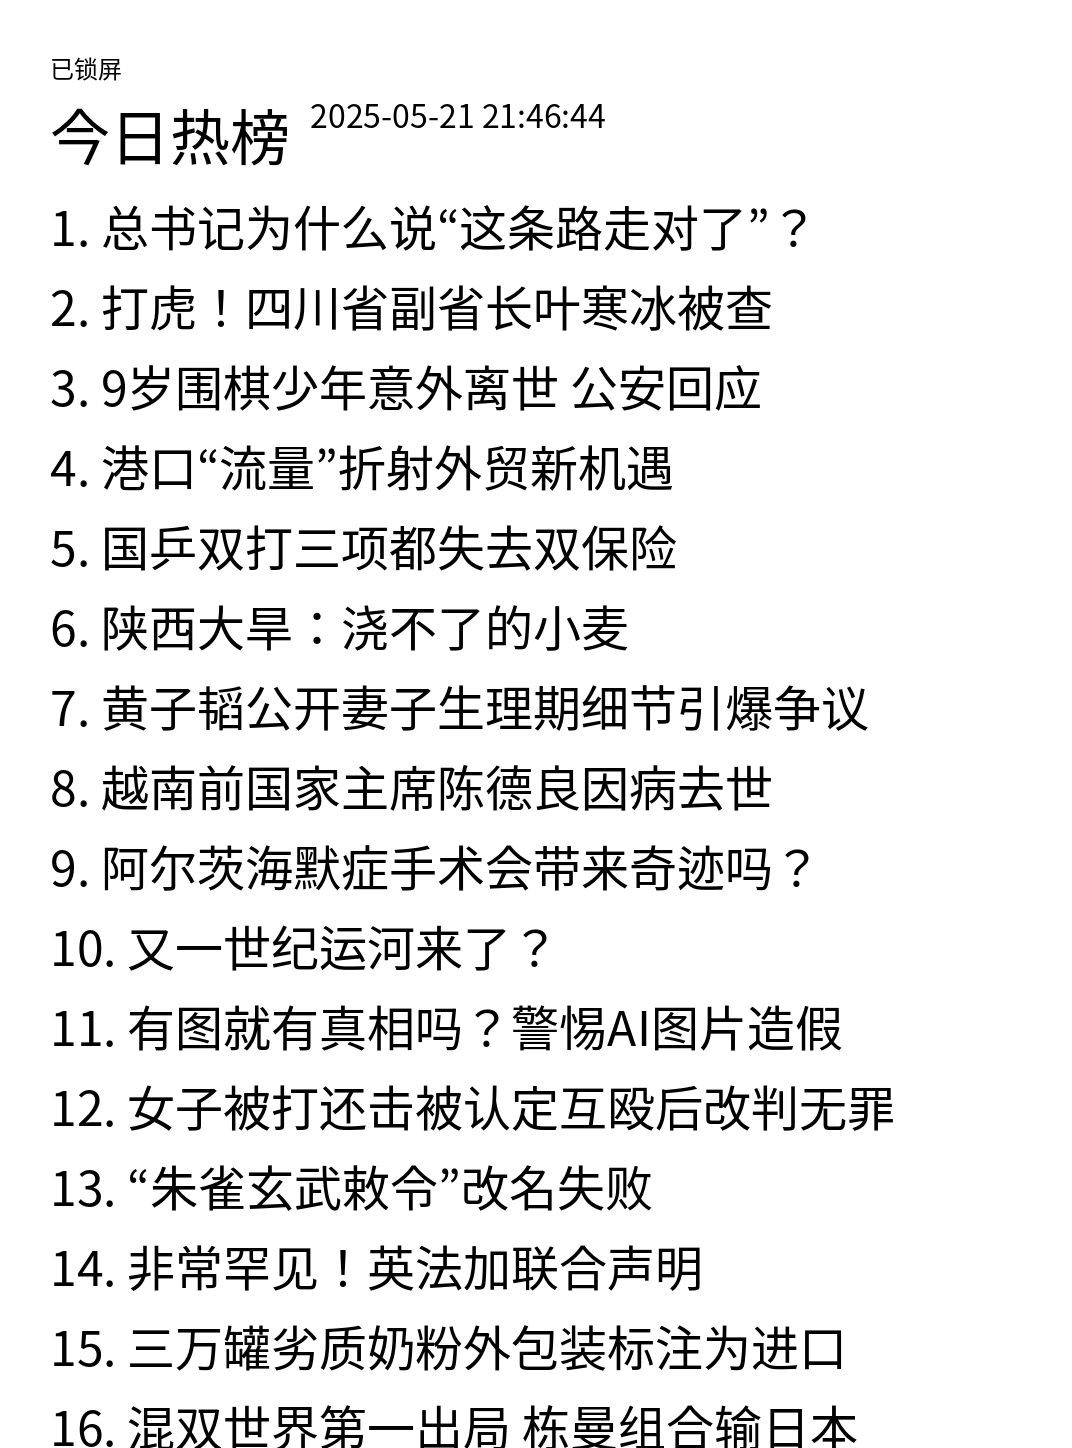 已锁屏
今日热榜 2025-05-21 21:46:44
1. 总书记为什么说“这条路走对了”？
2. 打虎！四川省副省长叶寒冰被查
3. 9岁围棋少年意外离世 公安回应
4. 港口“流量”折射外贸新机遇
5. 国乒双打三项都失去双保险
6. 陕西大旱：浇不了的小麦
7. 黄子韬公开妻子生理期细节引爆争议
8. 越南前国家主席陈德良因病去世
9. 阿尔茨海默症手术会带来奇迹吗？
10. 又一世纪运河来了？
11. 有图就有真相吗？警惕AI图片造假
12. 女子被打还击被认定互殴后改判无罪
13. “朱雀玄武敕令”改名失败
14. 非常罕见！英法加联合声明
15. 三万罐劣质奶粉外包装标注为进口
16. 混双世界第一出局 栋曼组合输日本